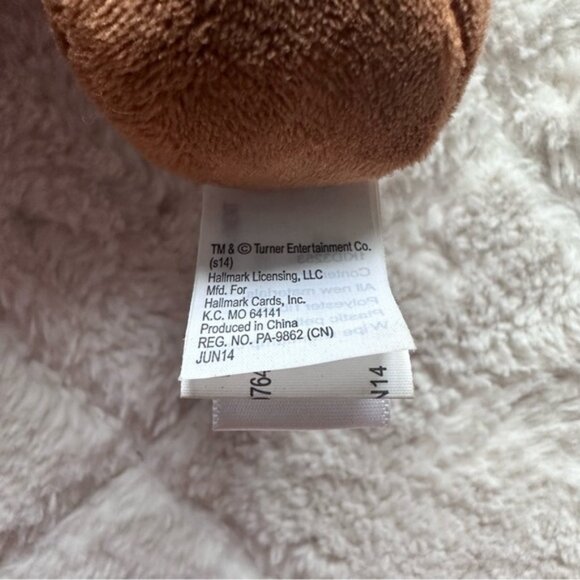 TM & © Turner Entertainment Co.
(s14)
Hallmark Licensing, LLC
Mfd. For
Hallmark Cards, Inc.
K.C. MO 64141
Produced in China
REG. NO. PA-9862 (CN)
JUN14